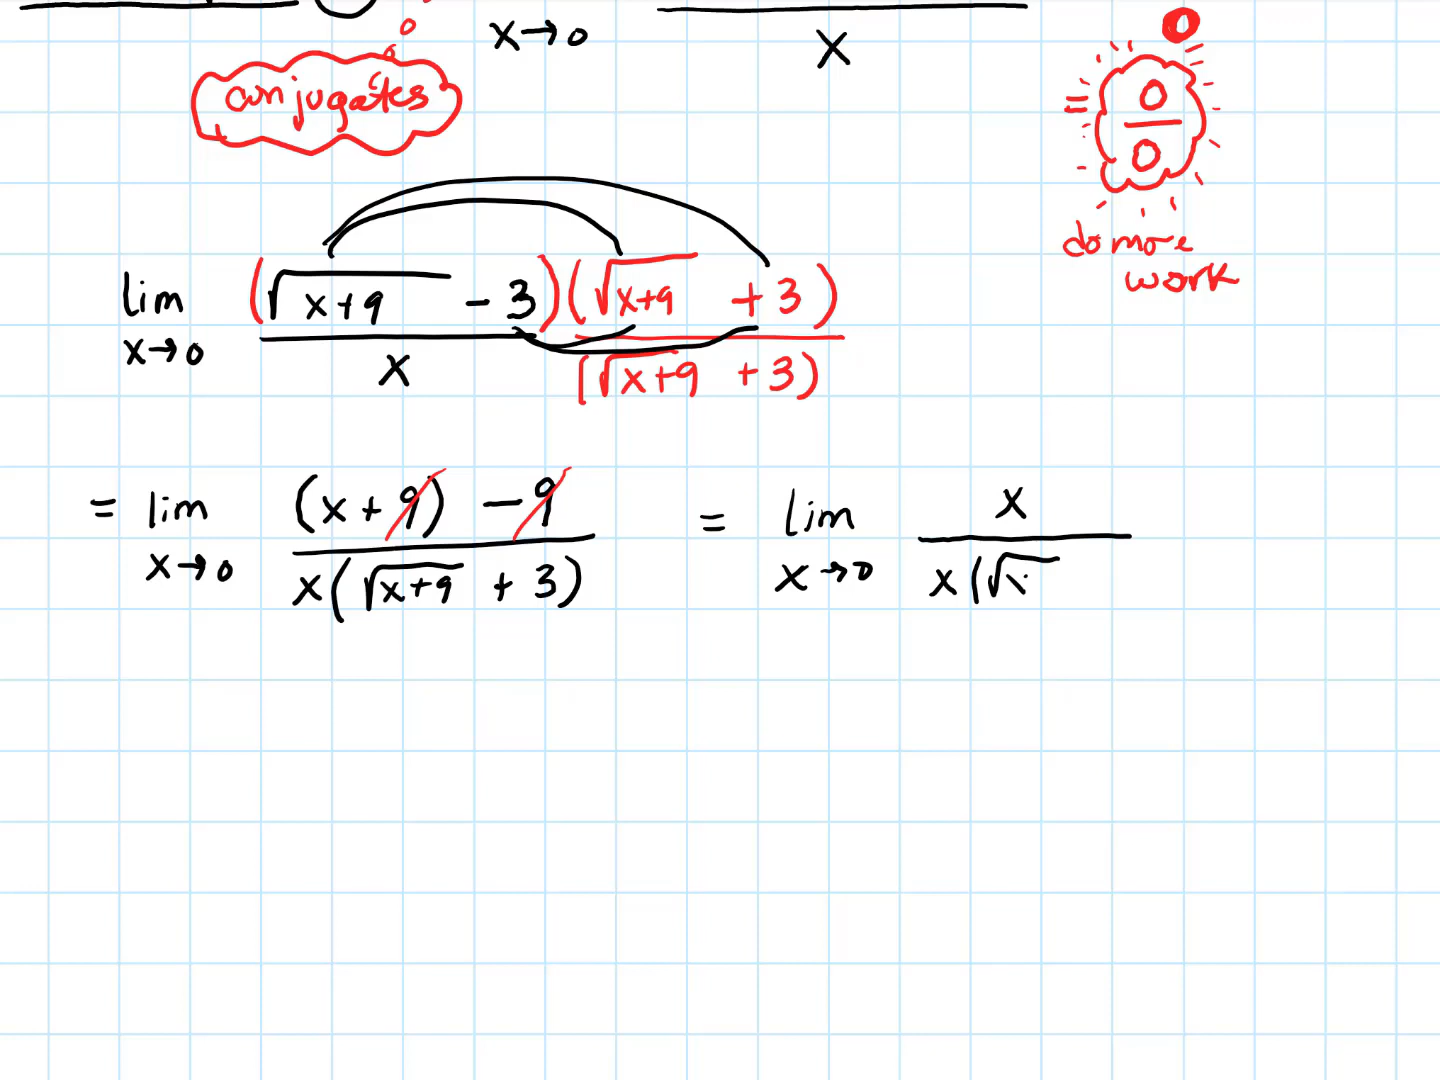 x→0 x
conjugates
= 0/0
do more
work
lim x→0 (√(x+9) - 3)(√(x+9) + 3) / x (√(x+9) + 3)
= lim x→0 (x+9) - 9 / x(√(x+9) + 3) = lim x→0 x / x(√x